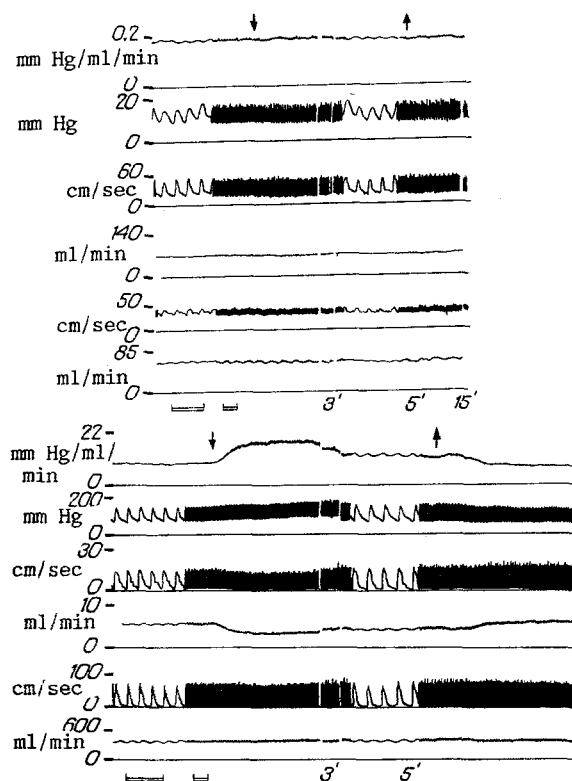 0.2
mm Hg/ml/min
0
20
mm Hg
0
60
cm/sec
0
140
ml/min
0
50
cm/sec
0
85
ml/min
0
3' 5' 15'
22
mm Hg/ml/
min
0
200
mm Hg
0
30
cm/sec
0
10
ml/min
0
100
cm/sec
0
600
ml/min
0
3' 5'